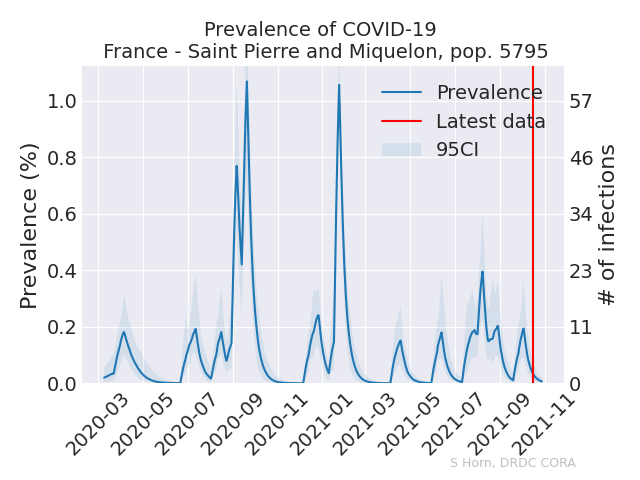 Prevalence of COVID-19
France - Saint Pierre and Miquelon, pop. 5795
Prevalence (%)
1.0
0.8
0.6
0.4
0.2
0.0
Prevalence
Latest data
95CI
57
46
34
23
11
0
# of infections
2020-03
2020-05
2020-07
2020-09
2020-11
2021-01
2021-03
2021-05
2021-07
2021-09
2021-11
S Horn, DRDC CORA